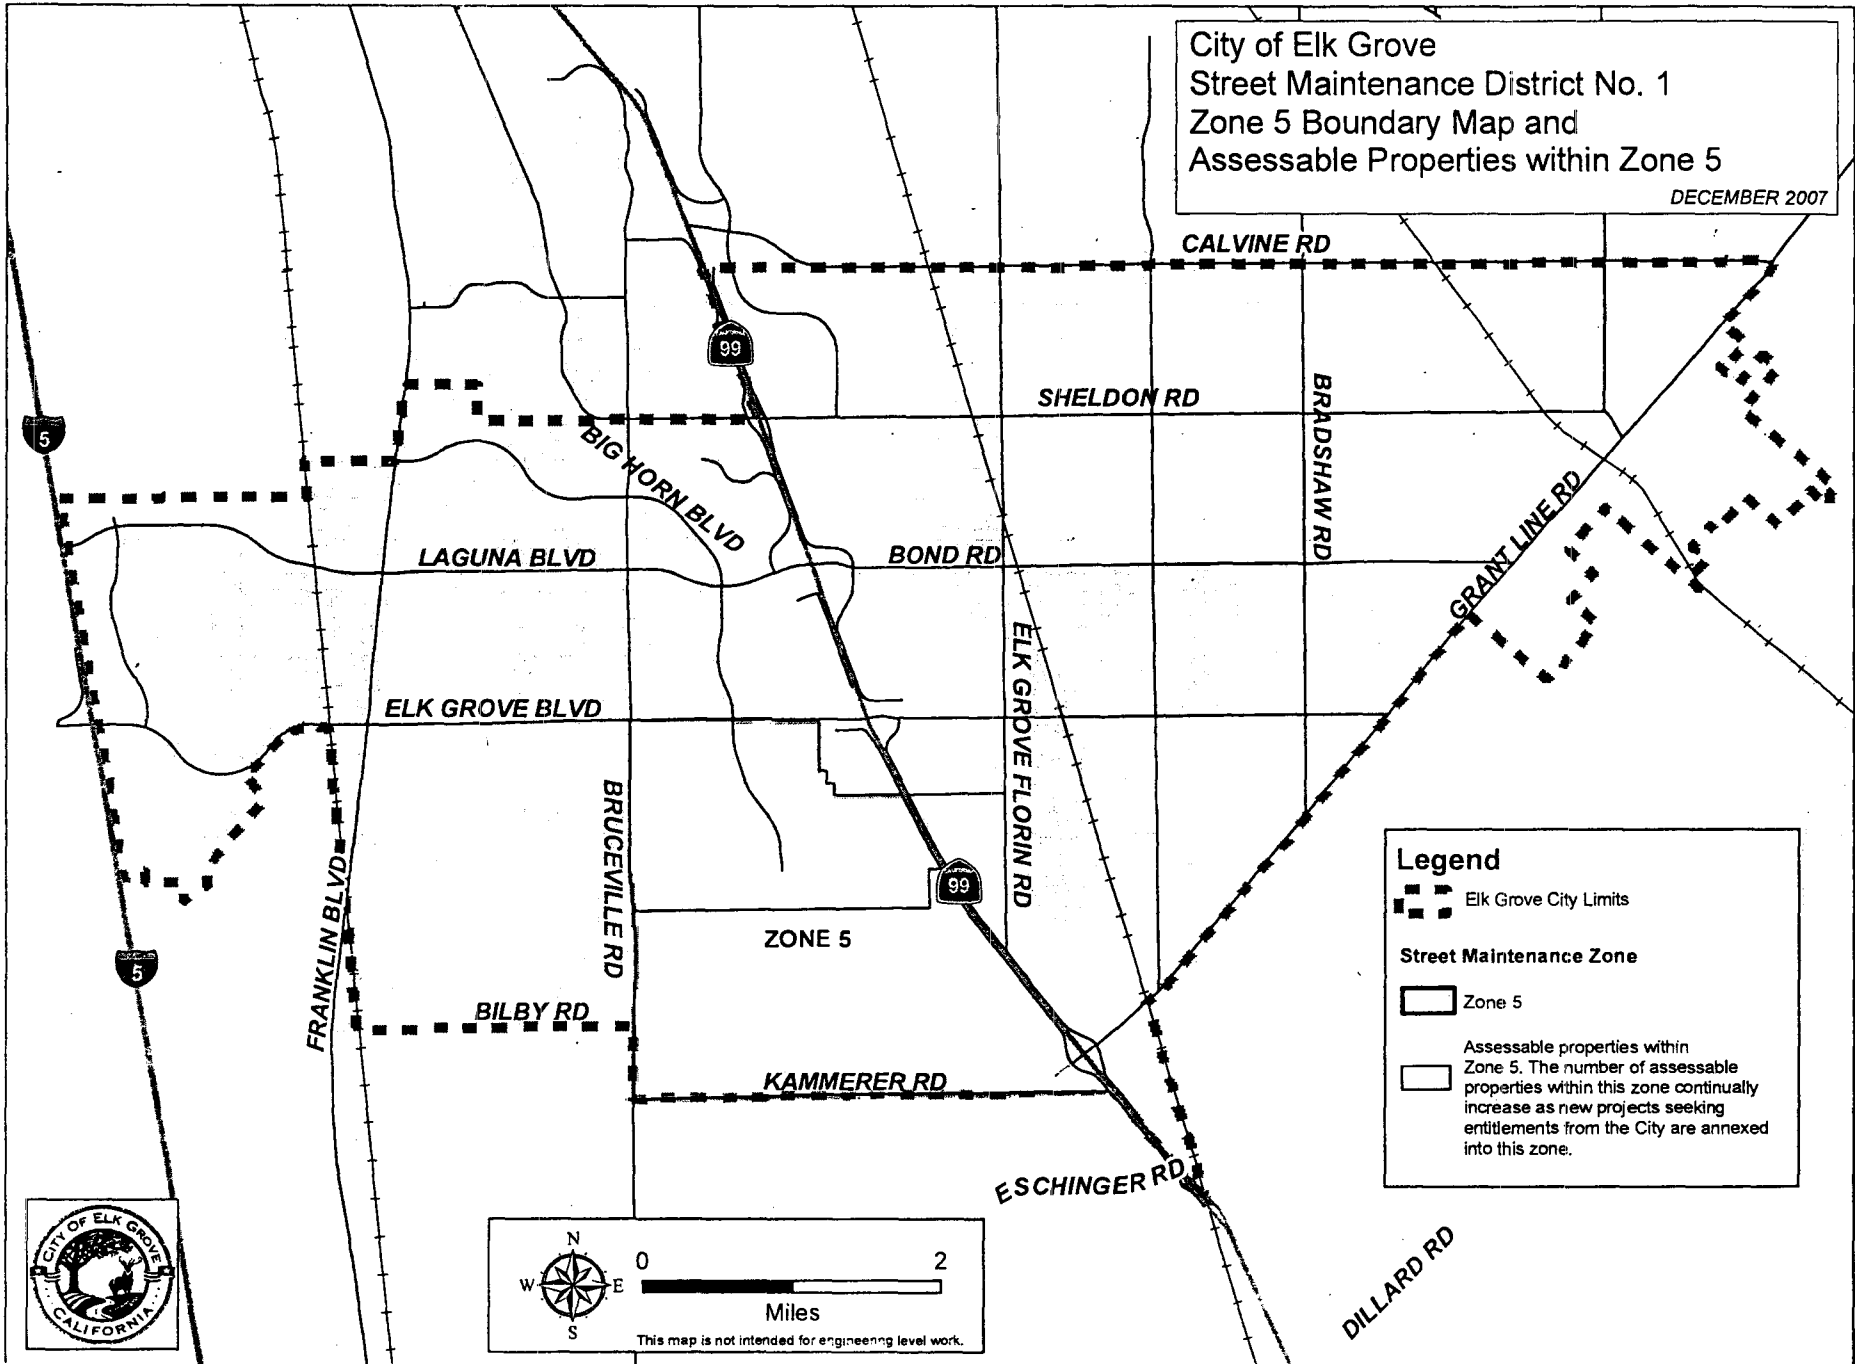 City of Elk Grove
Street Maintenance District No. 1
Zone 5 Boundary Map and
Assessable Properties within Zone 5
DECEMBER 2007
CALVINE RD
99
SHELDON RD
BRADSHAW RD
5
BIG HORN BLVD
GRANT LINE RD
LAGUNA BLVD
BOND RD
ELK GROVE FLORIN RD
ELK GROVE BLVD
BRUCEVILLE RD
FRANKLIN BLVD
99
ZONE 5
5
BILBY RD
KAMMERER RD
ESCHINGER RD
DILLARD RD
Legend
Elk Grove City Limits
Street Maintenance Zone
Zone 5
Assessable properties within
Zone 5. The number of assessable
properties within this zone continually
increase as new projects seeking
entitlements from the City are annexed
into this zone.
CITY OF ELK GROVE
CALIFORNIA
N
W E
S
0 2
Miles
This map is not intended for engineering level work.